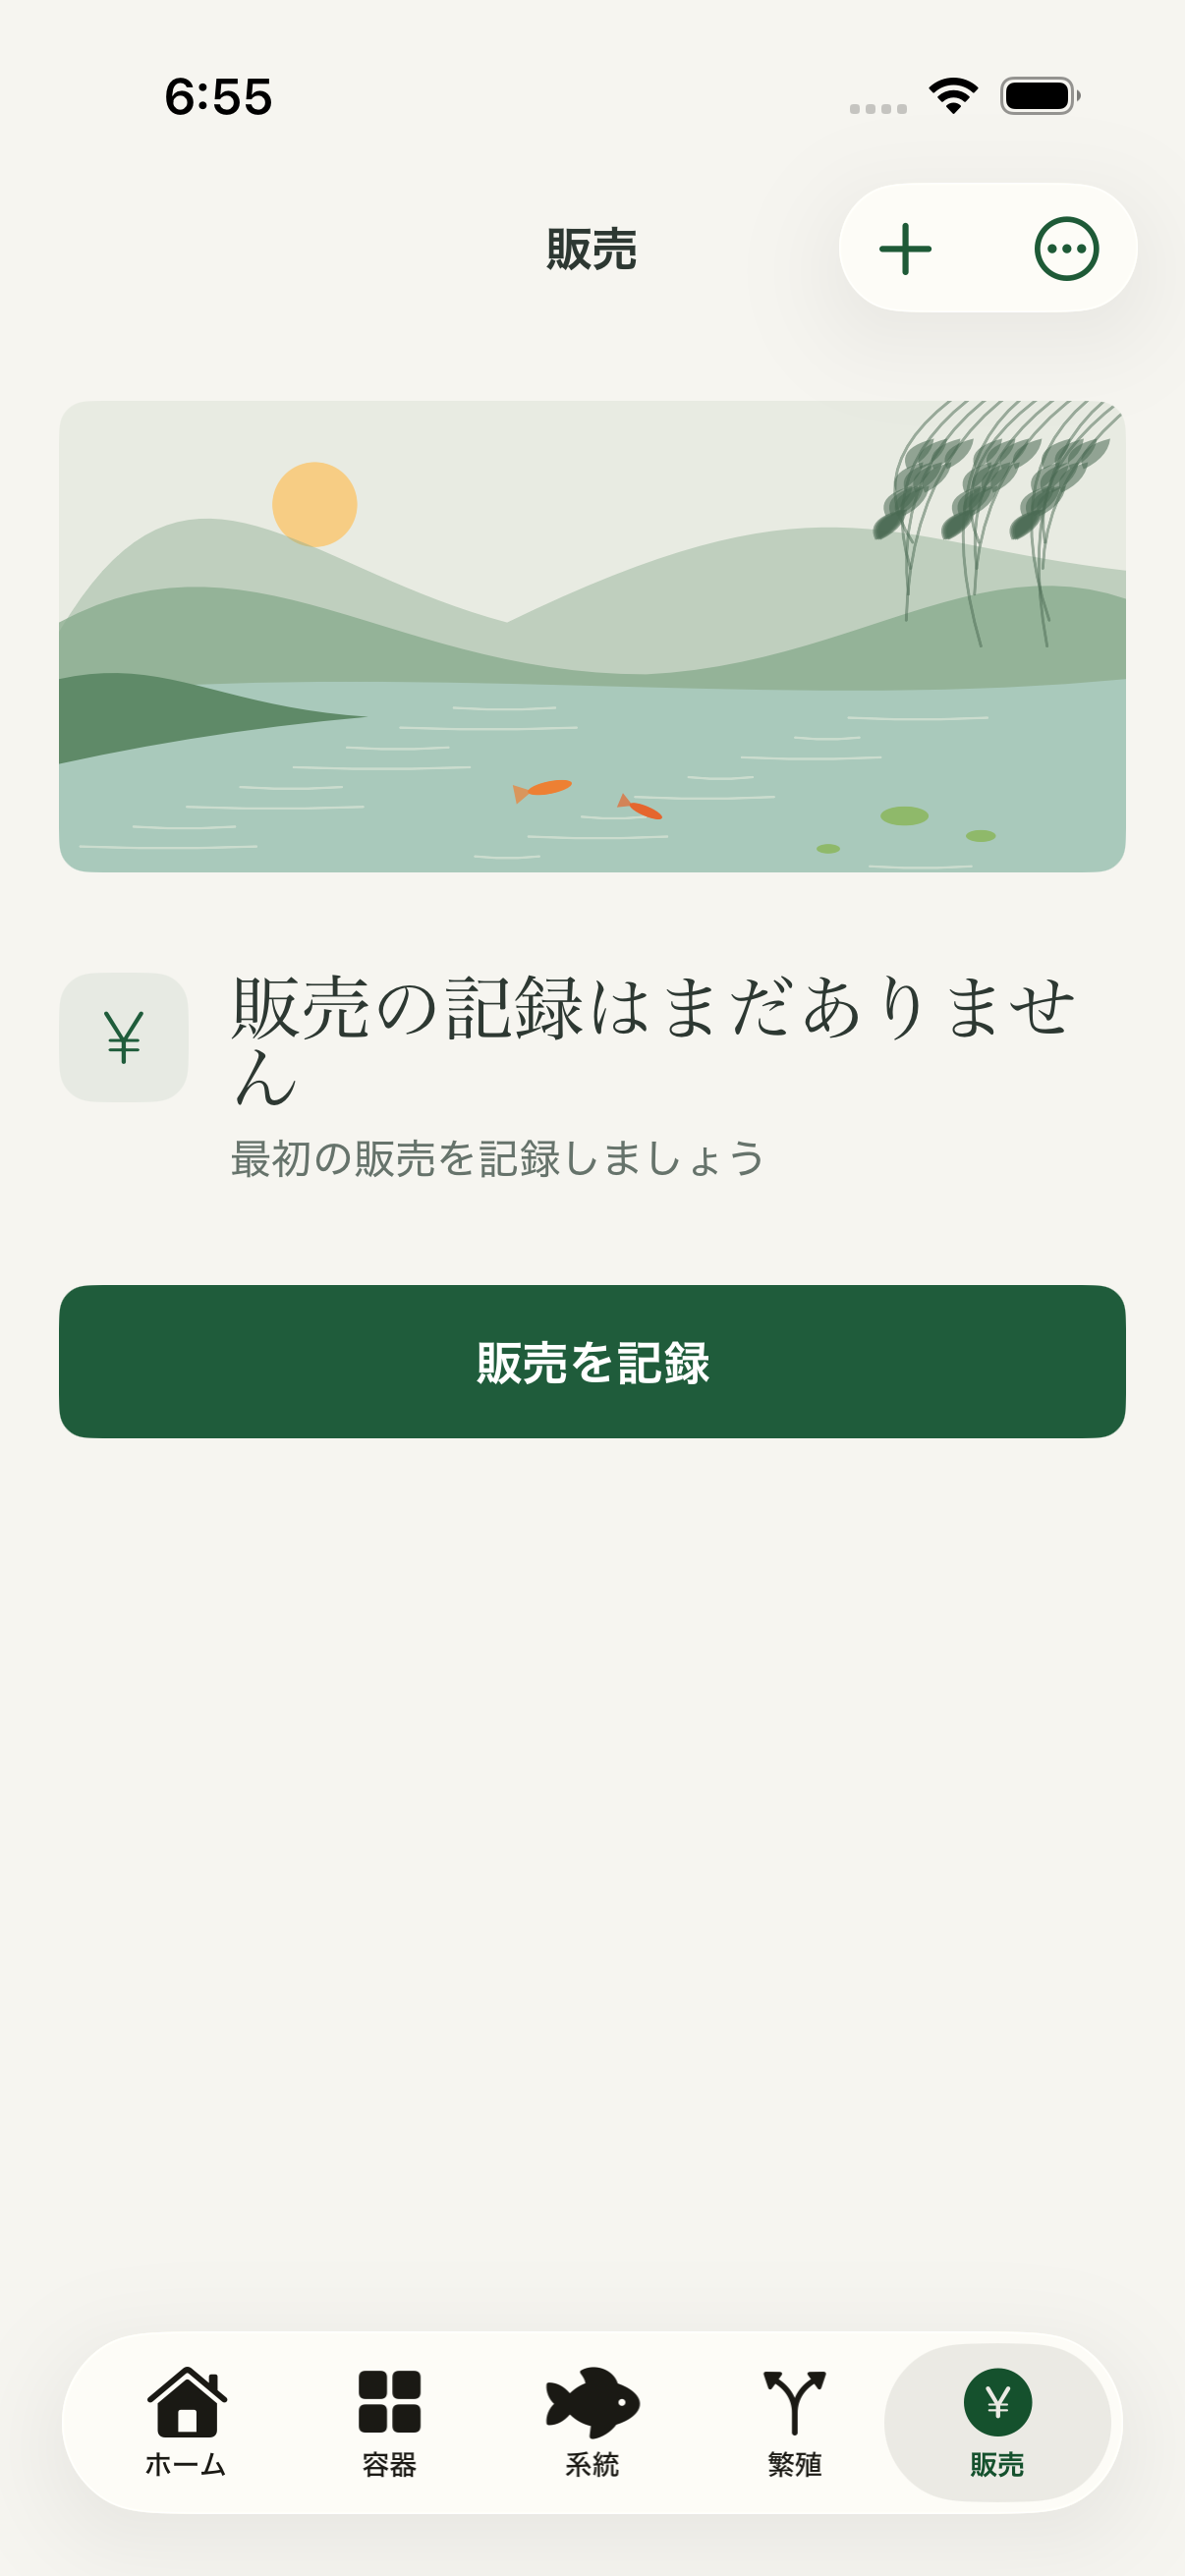 6:55
販売
販売の記録はまだありませ
ん
最初の販売を記録しましょう
販売を記録
ホーム
容器
系統
繁殖
販売